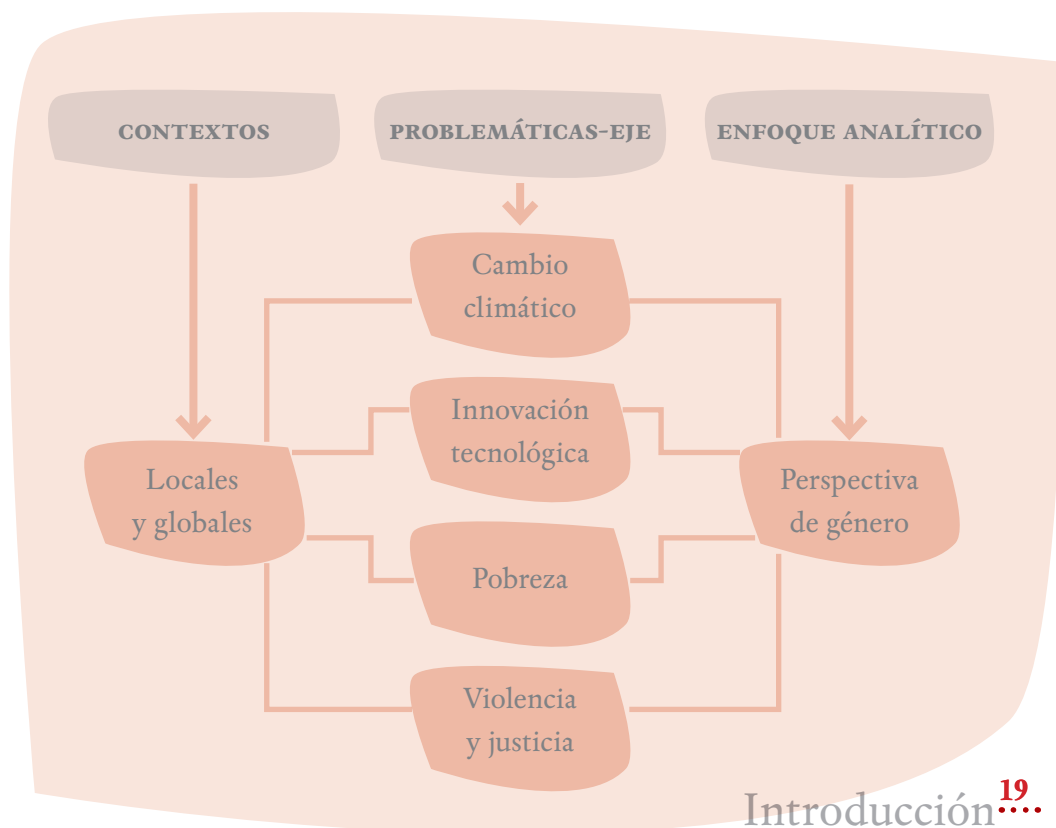 CONTEXTOS
PROBLEMÁTICAS-EJE
ENFOQUE ANALÍTICO
Cambio
climático
Innovación
tecnológica
Locales
y globales
Perspectiva
de género
Pobreza
Violencia
y justicia
Introducción 19